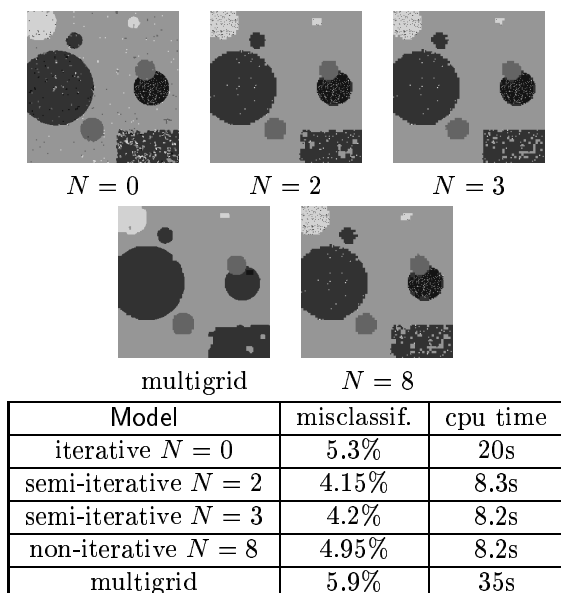 N = 0 N = 2 N = 3
multigrid N = 8
Model misclassif. cpu time
iterative N = 0 5.3% 20s
semi-iterative N = 2 4.15% 8.3s
semi-iterative N = 3 4.2% 8.2s
non-iterative N = 8 4.95% 8.2s
multigrid 5.9% 35s